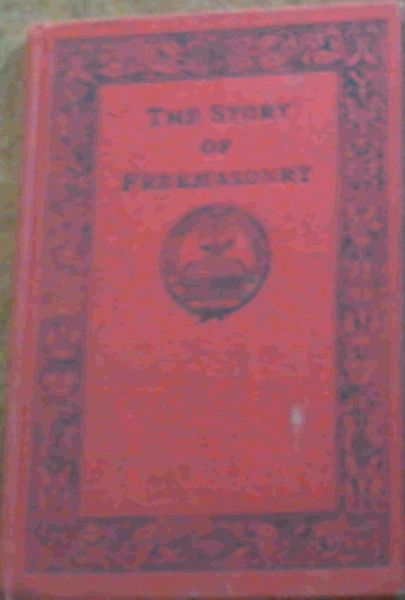 The Story
of
Freemasonry